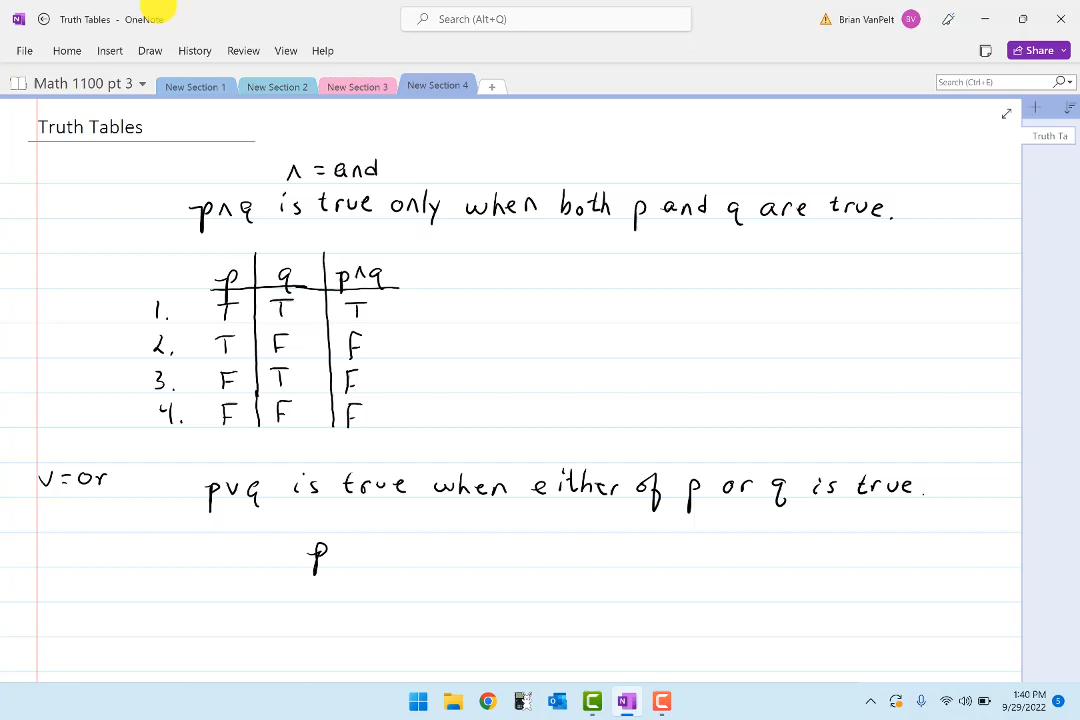 Truth Tables - OneNote
Search (Alt+Q)
Brian VanPelt BV
File Home Insert Draw History Review View Help
Share
Math 1100 pt 3
New Section 1 New Section 2 New Section 3 New Section 4
Search (Ctrl+E)
Truth Tables
Truth Ta
∧ = and
p∧q is true only when both p and q are true.
p q p∧q
1. T T T
2. T F F
3. F T F
4. F F F
∨ = or
p∨q is true when either of p or q is true.
p
1:40 PM
9/29/2022
5